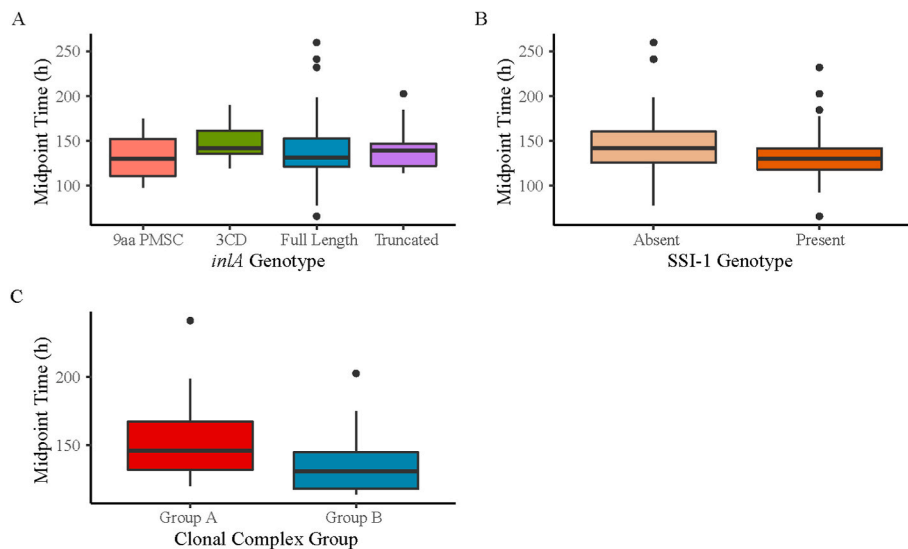 A
Midpoint Time (h)
250
200
150
100
9aa PMSC 3CD Full Length Truncated
inlA Genotype
B
Midpoint Time (h)
250
200
150
100
Absent Present
SSI-1 Genotype
C
Midpoint Time (h)
200
150
Group A Group B
Clonal Complex Group